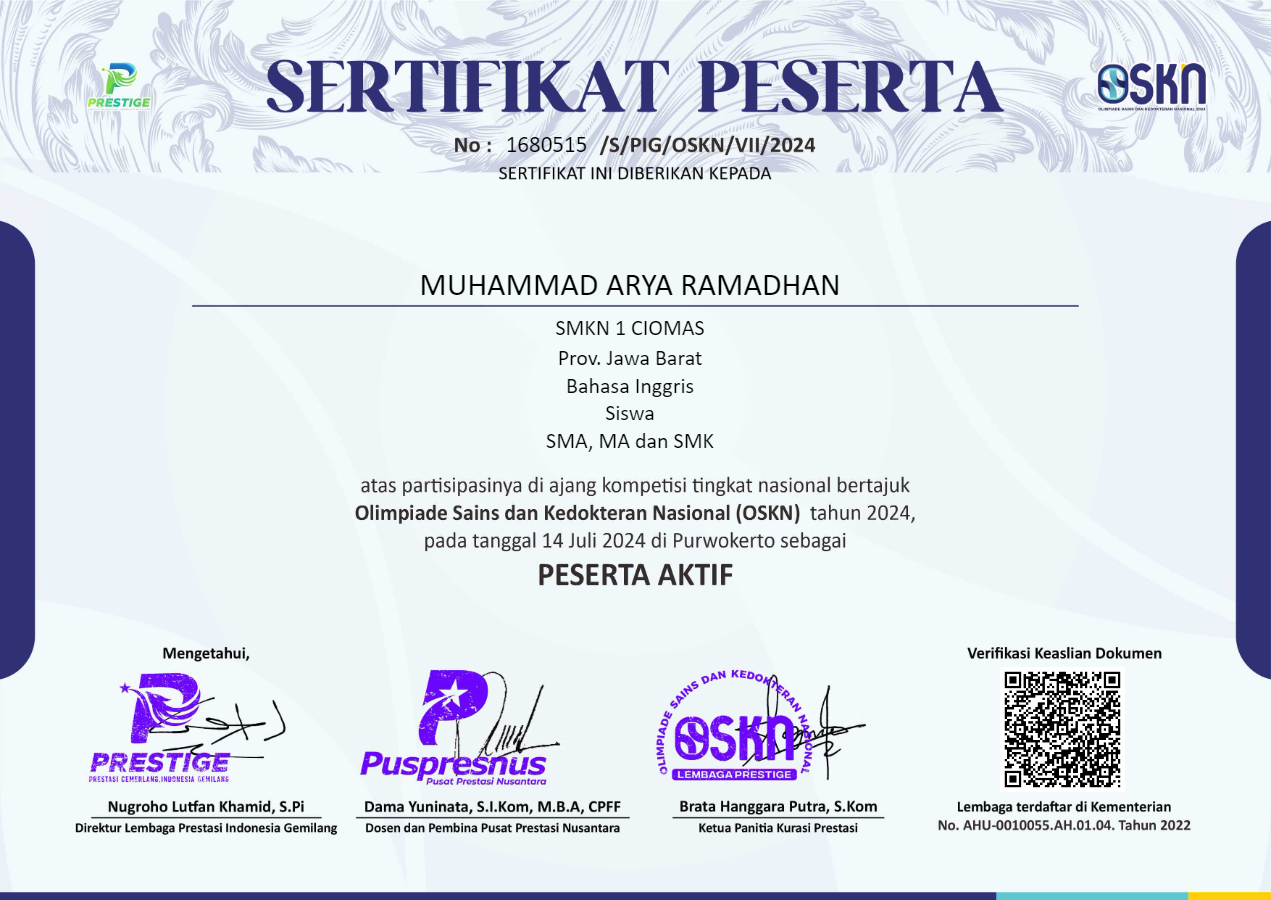 PRESTIGE
SERTIFIKAT PESERTA
OSKN
OLIMPIADE SAINS DAN KEDOKTERAN NASIONAL 2024
No : 1680515 /S/PIG/OSKN/VII/2024
SERTIFIKAT INI DIBERIKAN KEPADA
MUHAMMAD ARYA RAMADHAN
SMKN 1 CIOMAS
Prov. Jawa Barat
Bahasa Inggris
Siswa
SMA, MA dan SMK
atas partisipasinya di ajang kompetisi tingkat nasional bertajuk
Olimpiade Sains dan Kedokteran Nasional (OSKN) tahun 2024,
pada tanggal 14 Juli 2024 di Purwokerto sebagai
PESERTA AKTIF
Mengetahui,
PRESTIGE
PRESTASI CEMERLANG.INDONESIA GEMILANG
Nugroho Lutfan Khamid, S.Pi
Direktur Lembaga Prestasi Indonesia Gemilang
Puspresnus
Pusat Prestasi Nusantara
Dama Yuninata, S.I.Kom, M.B.A, CPFF
Dosen dan Pembina Pusat Prestasi Nusantara
OLIMPIADE SAINS DAN KEDOKTERAN NASIONAL
OSKN
LEMBAGA PRESTIGE
Brata Hanggara Putra, S.Kom
Ketua Panitia Kurasi Prestasi
Verifikasi Keaslian Dokumen
Lembaga terdaftar di Kementerian
No. AHU-0010055.AH.01.04. Tahun 2022